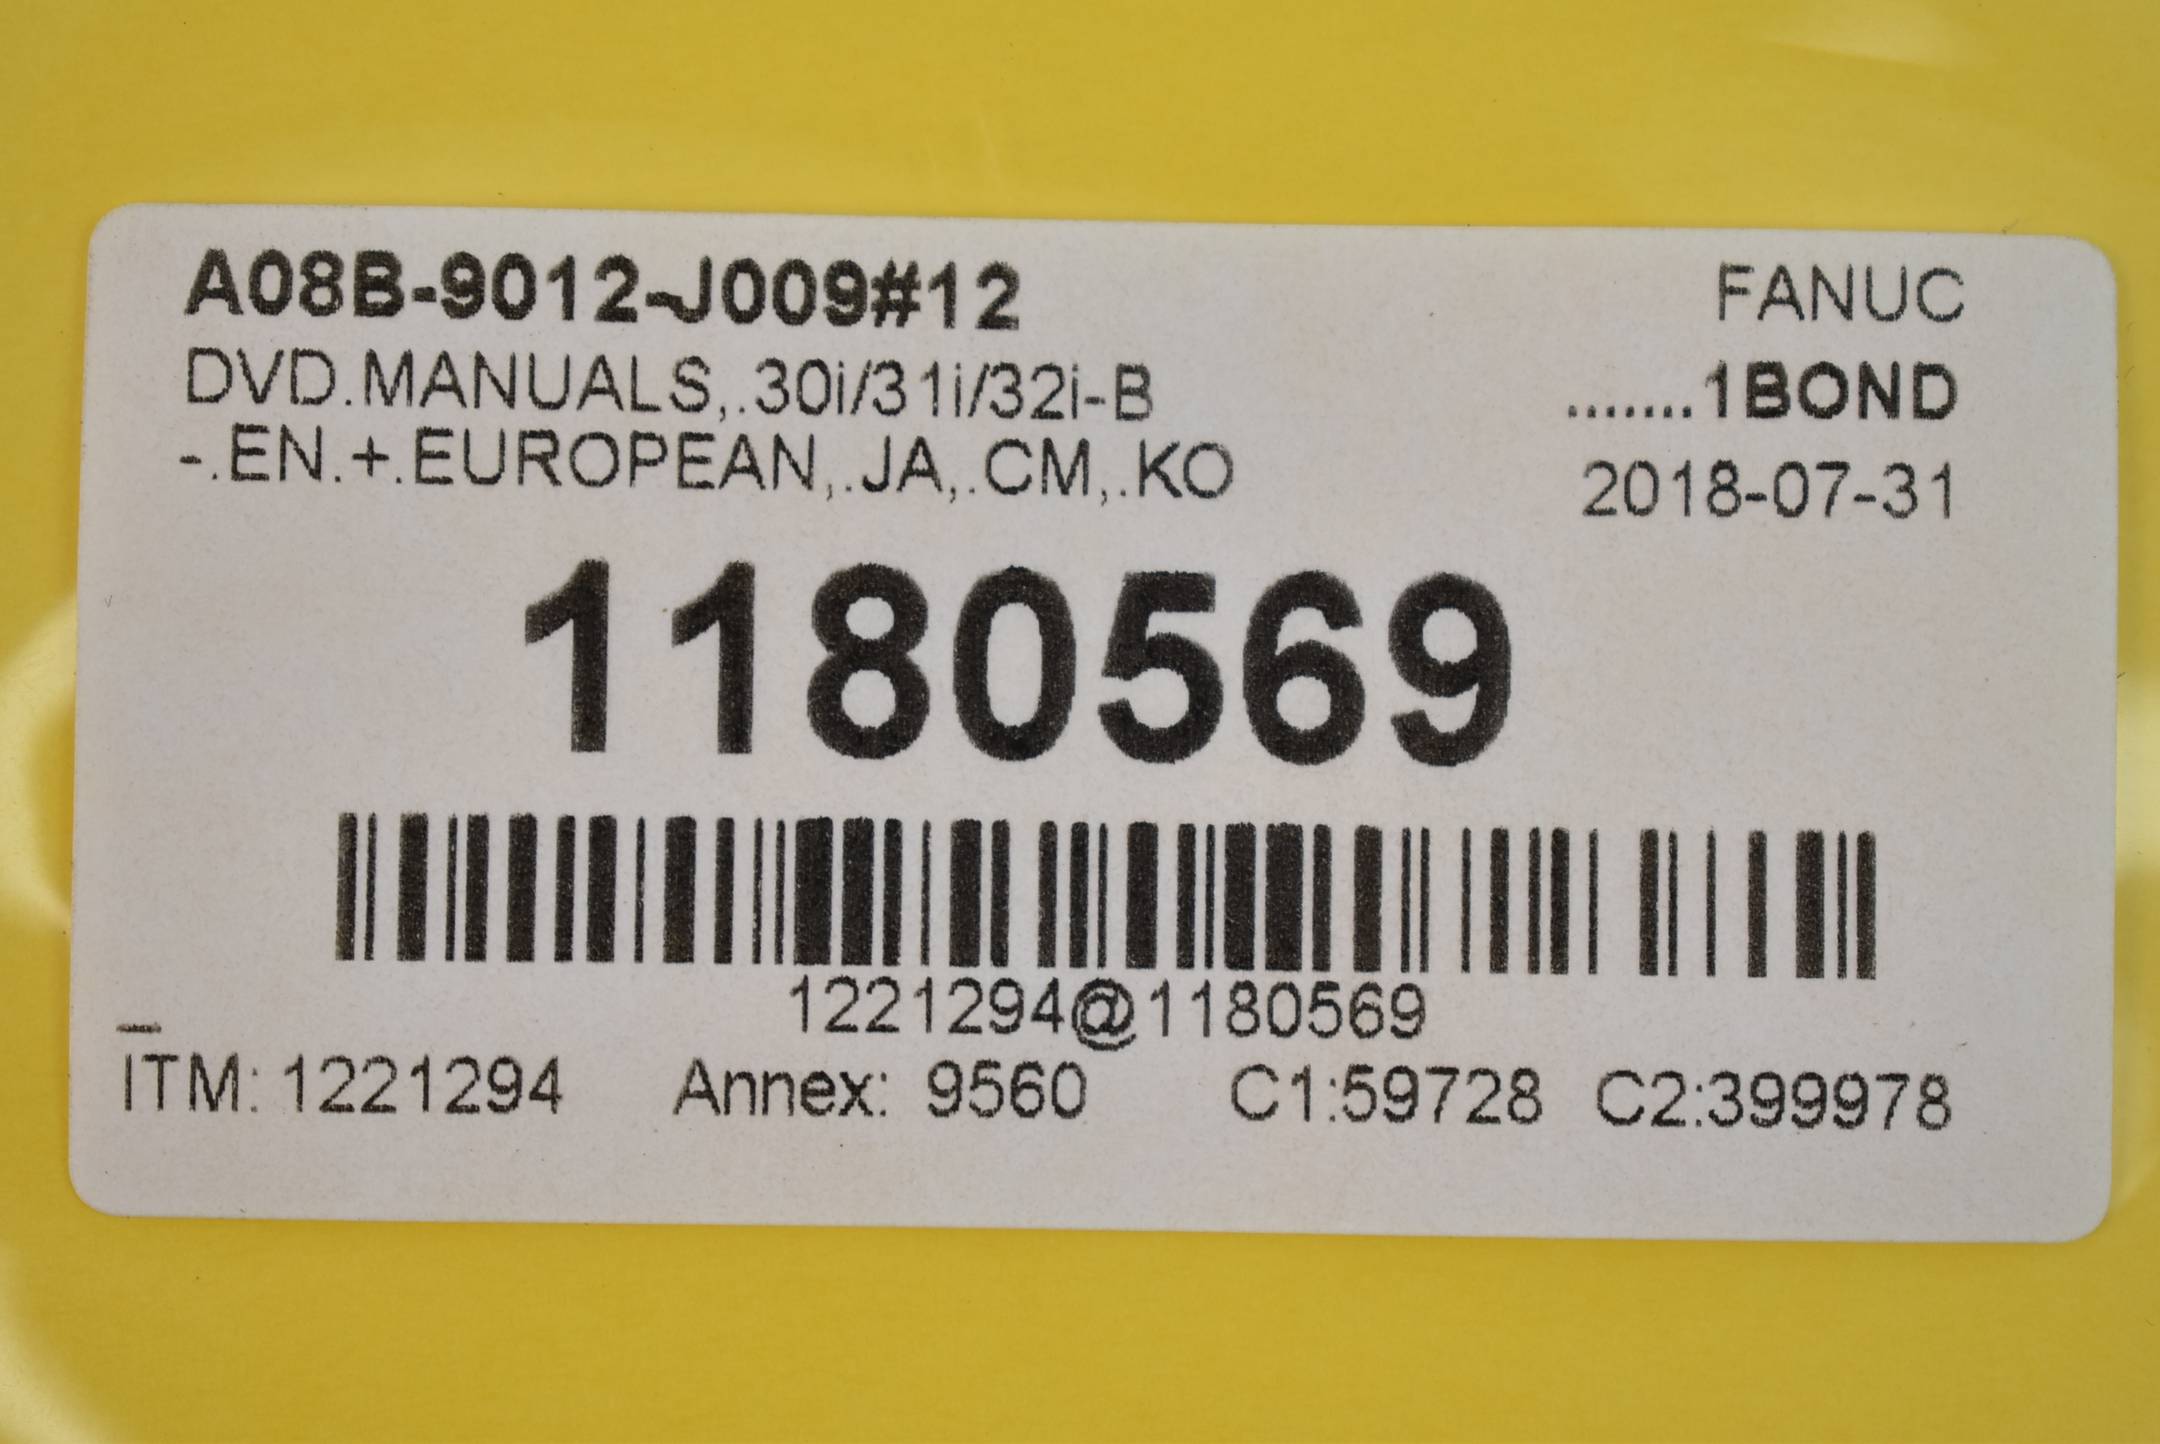 A08B-9012-J009#12
FANUC
DVD.MANUALS,.30i/31i/32i-B
.......1BOND
-.EN.+.EUROPEAN,.JA,.CM,.KO
2018-07-31
1180569
1221294@1180569
_
ITM: 1221294 Annex: 9560 C1:59728 C2:399978